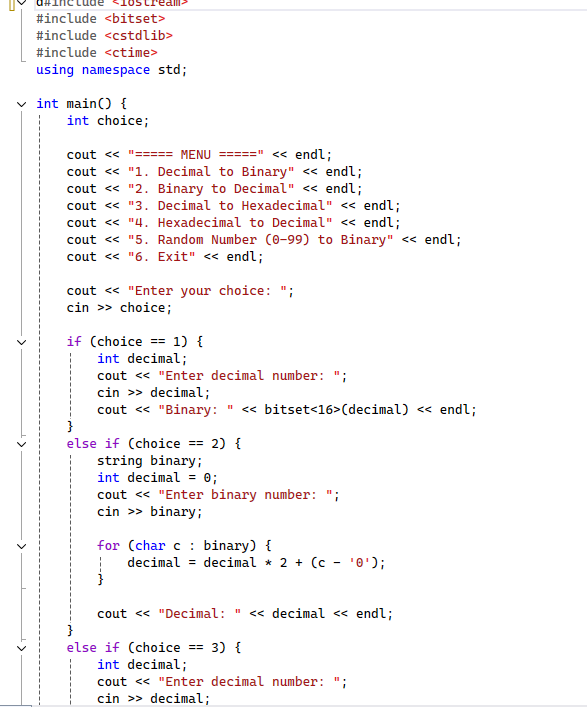 d#include <iostream>
#include <bitset>
#include <cstdlib>
#include <ctime>
using namespace std;
int main() {
int choice;
cout << "===== MENU =====" << endl;
cout << "1. Decimal to Binary" << endl;
cout << "2. Binary to Decimal" << endl;
cout << "3. Decimal to Hexadecimal" << endl;
cout << "4. Hexadecimal to Decimal" << endl;
cout << "5. Random Number (0-99) to Binary" << endl;
cout << "6. Exit" << endl;
cout << "Enter your choice: ";
cin >> choice;
if (choice == 1) {
int decimal;
cout << "Enter decimal number: ";
cin >> decimal;
cout << "Binary: " << bitset<16>(decimal) << endl;
}
else if (choice == 2) {
string binary;
int decimal = 0;
cout << "Enter binary number: ";
cin >> binary;
for (char c : binary) {
decimal = decimal * 2 + (c - '0');
}
cout << "Decimal: " << decimal << endl;
}
else if (choice == 3) {
int decimal;
cout << "Enter decimal number: ";
cin >> decimal;